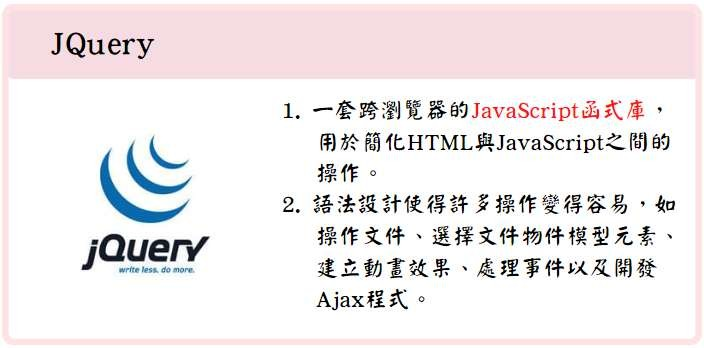 JQuery
jQuery
write less. do more.
1. 一套跨瀏覽器的JavaScript函式庫，
用於簡化HTML與JavaScript之間的
操作。
2. 語法設計使得許多操作變得容易，如
操作文件、選擇文件物件模型元素、
建立動畫效果、處理事件以及開發
Ajax程式。